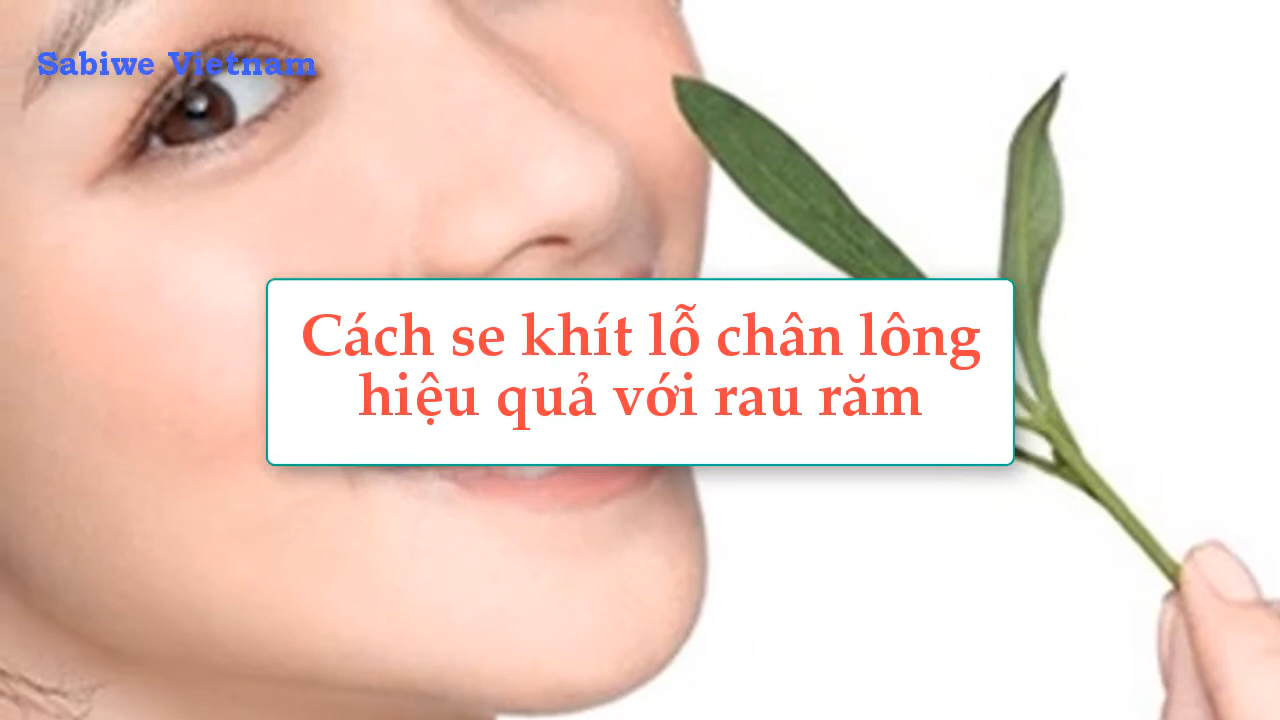 Sabiwe Vietnam
Cách se khít lỗ chân lông
hiệu quả với rau răm